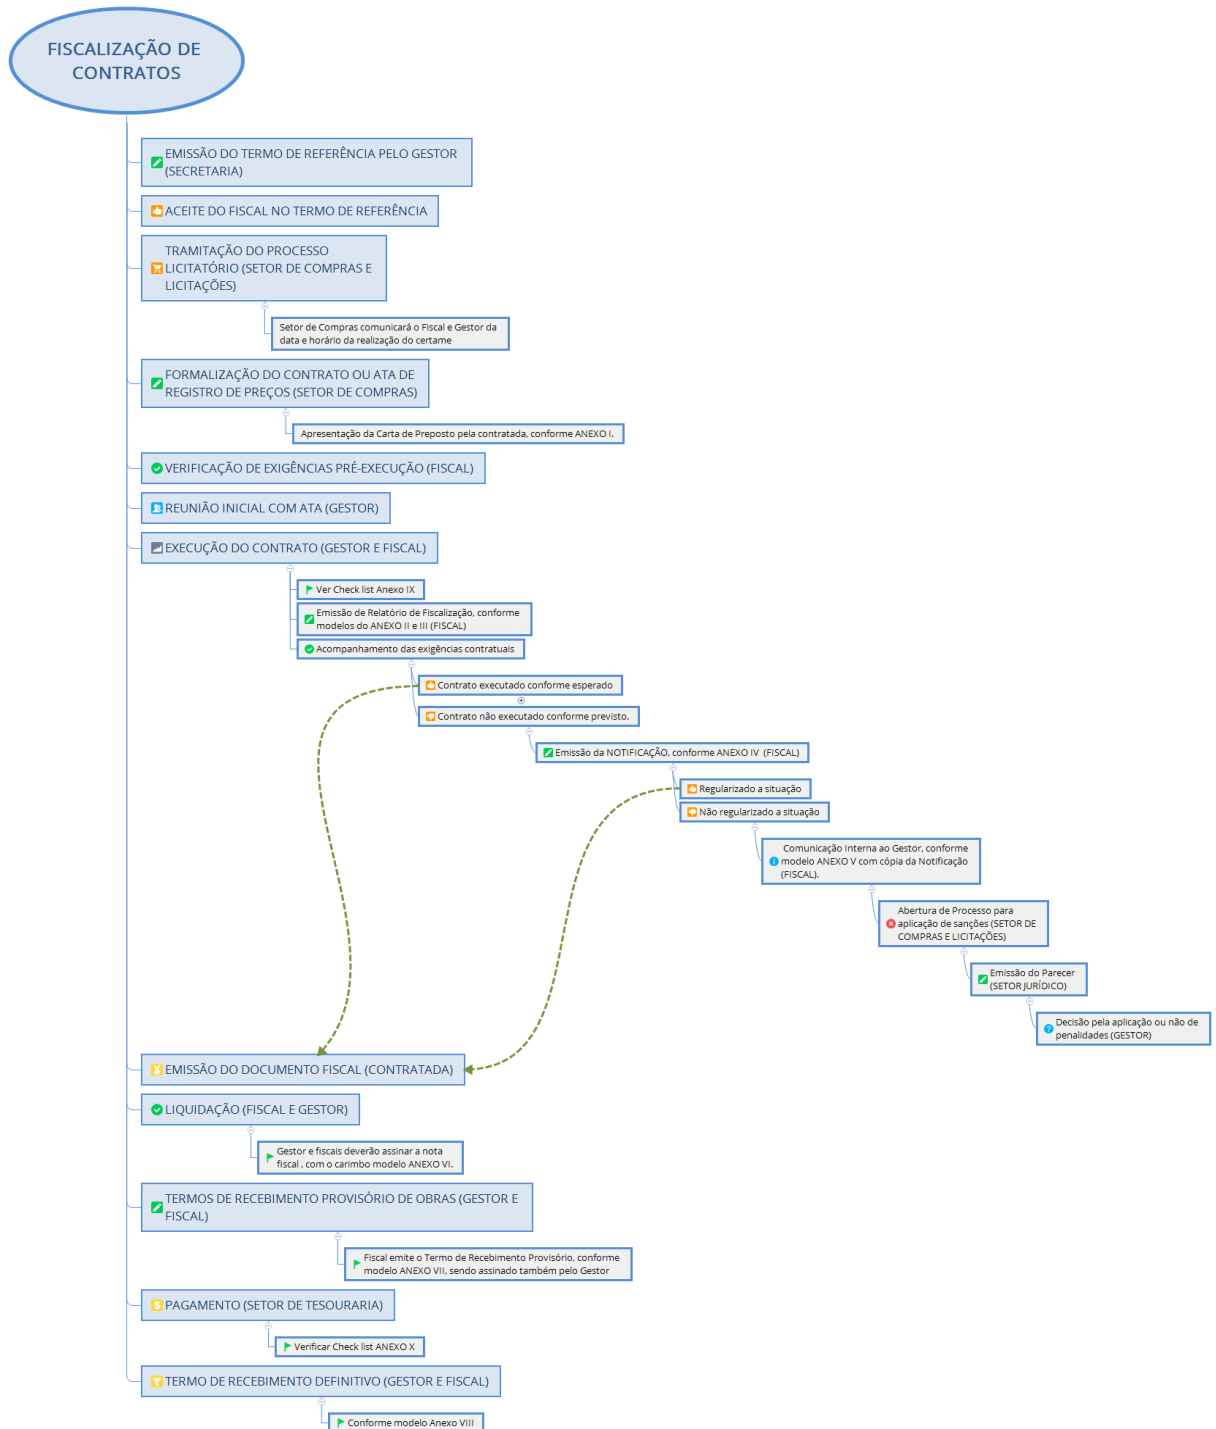 FISCALIZAÇÃO DE
CONTRATOS
EMISSÃO DO TERMO DE REFERÊNCIA PELO GESTOR
(SECRETARIA)
ACEITE DO FISCAL NO TERMO DE REFERÊNCIA
TRAMITAÇÃO DO PROCESSO
LICITATÓRIO (SETOR DE COMPRAS E
LICITAÇÕES)
Setor de Compras comunicará o Fiscal e Gestor da
data e horário da realização do certame
FORMALIZAÇÃO DO CONTRATO OU ATA DE
REGISTRO DE PREÇOS (SETOR DE COMPRAS)
Apresentação da Carta de Preposto pela contratada, conforme ANEXO I.
VERIFICAÇÃO DE EXIGÊNCIAS PRÉ-EXECUÇÃO (FISCAL)
REUNIÃO INICIAL COM ATA (GESTOR)
EXECUÇÃO DO CONTRATO (GESTOR E FISCAL)
Ver Check list Anexo IX
Emissão de Relatório de Fiscalização, conforme
modelos do ANEXO II e III (FISCAL)
Acompanhamento das exigências contratuais
Contrato executado conforme esperado
Contrato não executado conforme previsto.
Emissão da NOTIFICAÇÃO, conforme ANEXO IV  (FISCAL)
Regularizado a situação
Não regularizado a situação
Comunicação Interna ao Gestor, conforme
modelo ANEXO V com cópia da Notificação
(FISCAL).
Abertura de Processo para
aplicação de sanções (SETOR DE
COMPRAS E LICITAÇÕES)
Emissão do Parecer
(SETOR JURÍDICO)
Decisão pela aplicação ou não de
penalidades (GESTOR)
EMISSÃO DO DOCUMENTO FISCAL (CONTRATADA)
LIQUIDAÇÃO (FISCAL E GESTOR)
Gestor e fiscais deverão assinar a nota
fiscal , com o carimbo modelo ANEXO VI.
TERMOS DE RECEBIMENTO PROVISÓRIO DE OBRAS (GESTOR E
FISCAL)
Fiscal emite o Termo de Recebimento Provisório, conforme
modelo ANEXO VII, sendo assinado também pelo Gestor
PAGAMENTO (SETOR DE TESOURARIA)
Verificar Check list ANEXO X
TERMO DE RECEBIMENTO DEFINITIVO (GESTOR E FISCAL)
Conforme modelo Anexo VIII